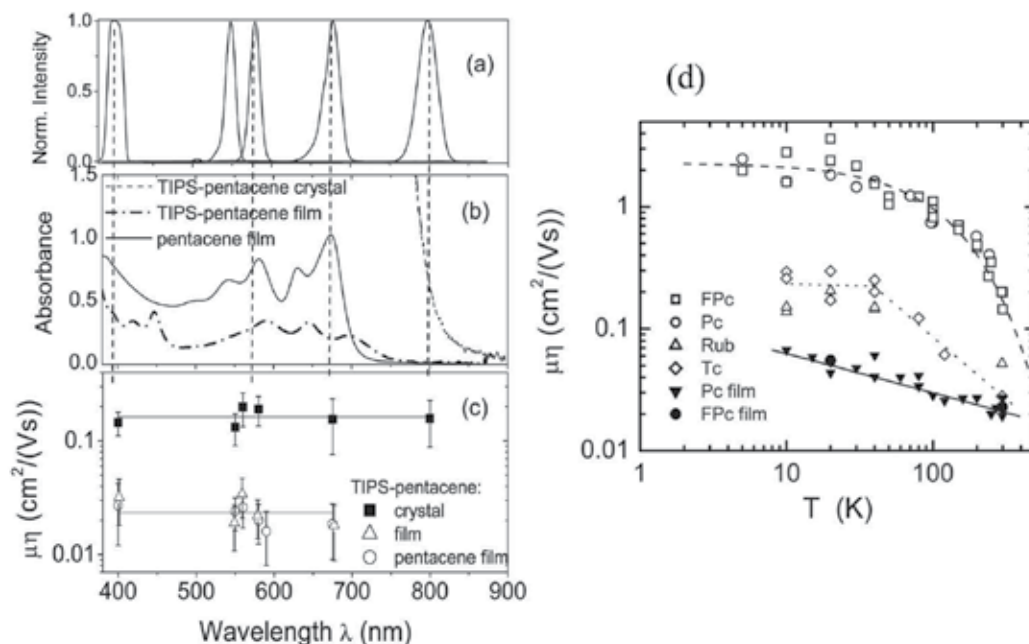 (a)
Norm. Intensity
1.0
0.5
1.0
(b)
Absorbance
1.5
1.0
0.5
0.0
TIPS-pentacene crystal
TIPS-pentacene film
pentacene film
(c)
μη (cm²/(Vs))
0.1
0.01
TIPS-pentacene:
crystal
film
pentacene film
400 500 600 700 800 900
Wavelength λ (nm)
(d)
μη (cm²/(Vs))
1
0.1
0.01
FPc
Pc
Rub
Tc
Pc film
FPc film
1 10 100
T (K)